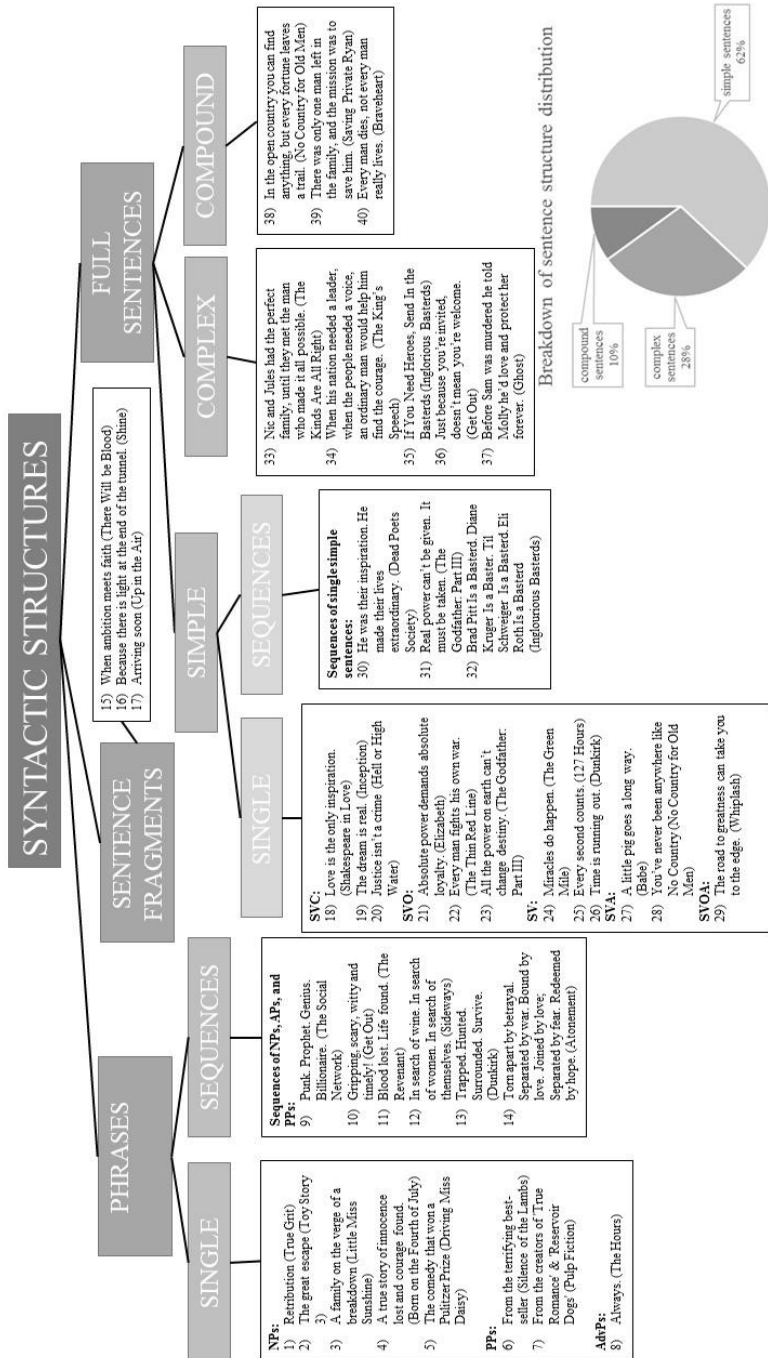 SYNTACTIC STRUCTURES
PHRASES
SENTENCE
FRAGMENTS
FULL
SENTENCES
15) When ambition meets faith (There Will be Blood)
16) Because there is light at the end of the tunnel. (Shine)
17) Arriving soon (Up in the Air)
SINGLE
SEQUENCES
SIMPLE
COMPLEX
COMPOUND
SINGLE
SEQUENCES
NPs:
1) Retribution (True Grit)
2) The great escape (Toy Story
3)
3) A family on the verge of a
breakdown (Little Miss
Sunshine)
4) A true story of innocence
lost and courage found.
(Born on the Fourth of July)
5) The comedy that won a
Pulitzer Prize (Driving Miss
Daisy)
PPs:
6) From the terrifying best-
seller (Silence of the Lambs)
7) From the creators of 'True
Romance' & 'Reservoir
Dogs' (Pulp Fiction)
AdvPs:
8) Always. (The Hours)
Sequences of NPs, APs, and
PPs:
9) Punk. Prophet. Genius.
Billionaire. (The Social
Network)
10) Gripping, scary, witty and
timely! (Get Out)
11) Blood lost. Life found. (The
Revenant)
12) In search of wine. In search
of women. In search of
themselves. (Sideways)
13) Trapped. Hunted.
Surrounded. Survive.
(Dunkirk)
14) Torn apart by betrayal.
Separated by war. Bound by
love. Joined by love;
Separated by fear. Redeemed
by hope. (Atonement)
SVC:
18) Love is the only inspiration.
(Shakespeare in Love)
19) The dream is real. (Inception)
20) Justice isn't a crime (Hell or High
Water)
SVO:
21) Absolute power demands absolute
loyalty. (Elizabeth)
22) Every man fights his own war.
(The Thin Red Line)
23) All the power on earth can't
change destiny. (The Godfather:
Part III)
SV:
24) Miracles do happen. (The Green
Mile)
25) Every second counts. (127 Hours)
26) Time is running out. (Dunkirk)
SVA:
27) A little pig goes a long way.
(Babe)
28) You've never been anywhere like
No Country (No Country for Old
Men)
SVOA:
29) The road to greatness can take you
to the edge. (Whiplash)
Sequences of single simple
sentences:
30) He was their inspiration. He
made their lives
extraordinary. (Dead Poets
Society)
31) Real power can't be given. It
must be taken. (The
Godfather: Part III)
32) Brad Pitt Is a Basterd. Diane
Kruger Is a Baster. Til
Schweiger Is a Basterd. Eli
Roth Is a Basterd
(Inglourious Basterds)
33) Nic and Jules had the perfect
family, until they met the man
who made it all possible. (The
Kinds Are All Right)
34) When his nation needed a leader,
when the people needed a voice,
an ordinary man would help him
find the courage. (The King's
Speech)
35) If You Need Heroes, Send In the
Basterds (Inglorious Basterds)
36) Just because you're invited,
doesn't mean you're welcome.
(Get Out)
37) Before Sam was murdered he told
Molly he'd love and protect her
forever. (Ghost)
38) In the open country you can find
anything, but every fortune leaves
a trail. (No Country for Old Men)
39) There was only one man left in
the family, and the mission was to
save him. (Saving Private Ryan)
40) Every man dies, not every man
really lives. (Braveheart)
Breakdown of sentence structure distribution
compound
sentences
10%
complex
sentences
28%
simple sentences
62%